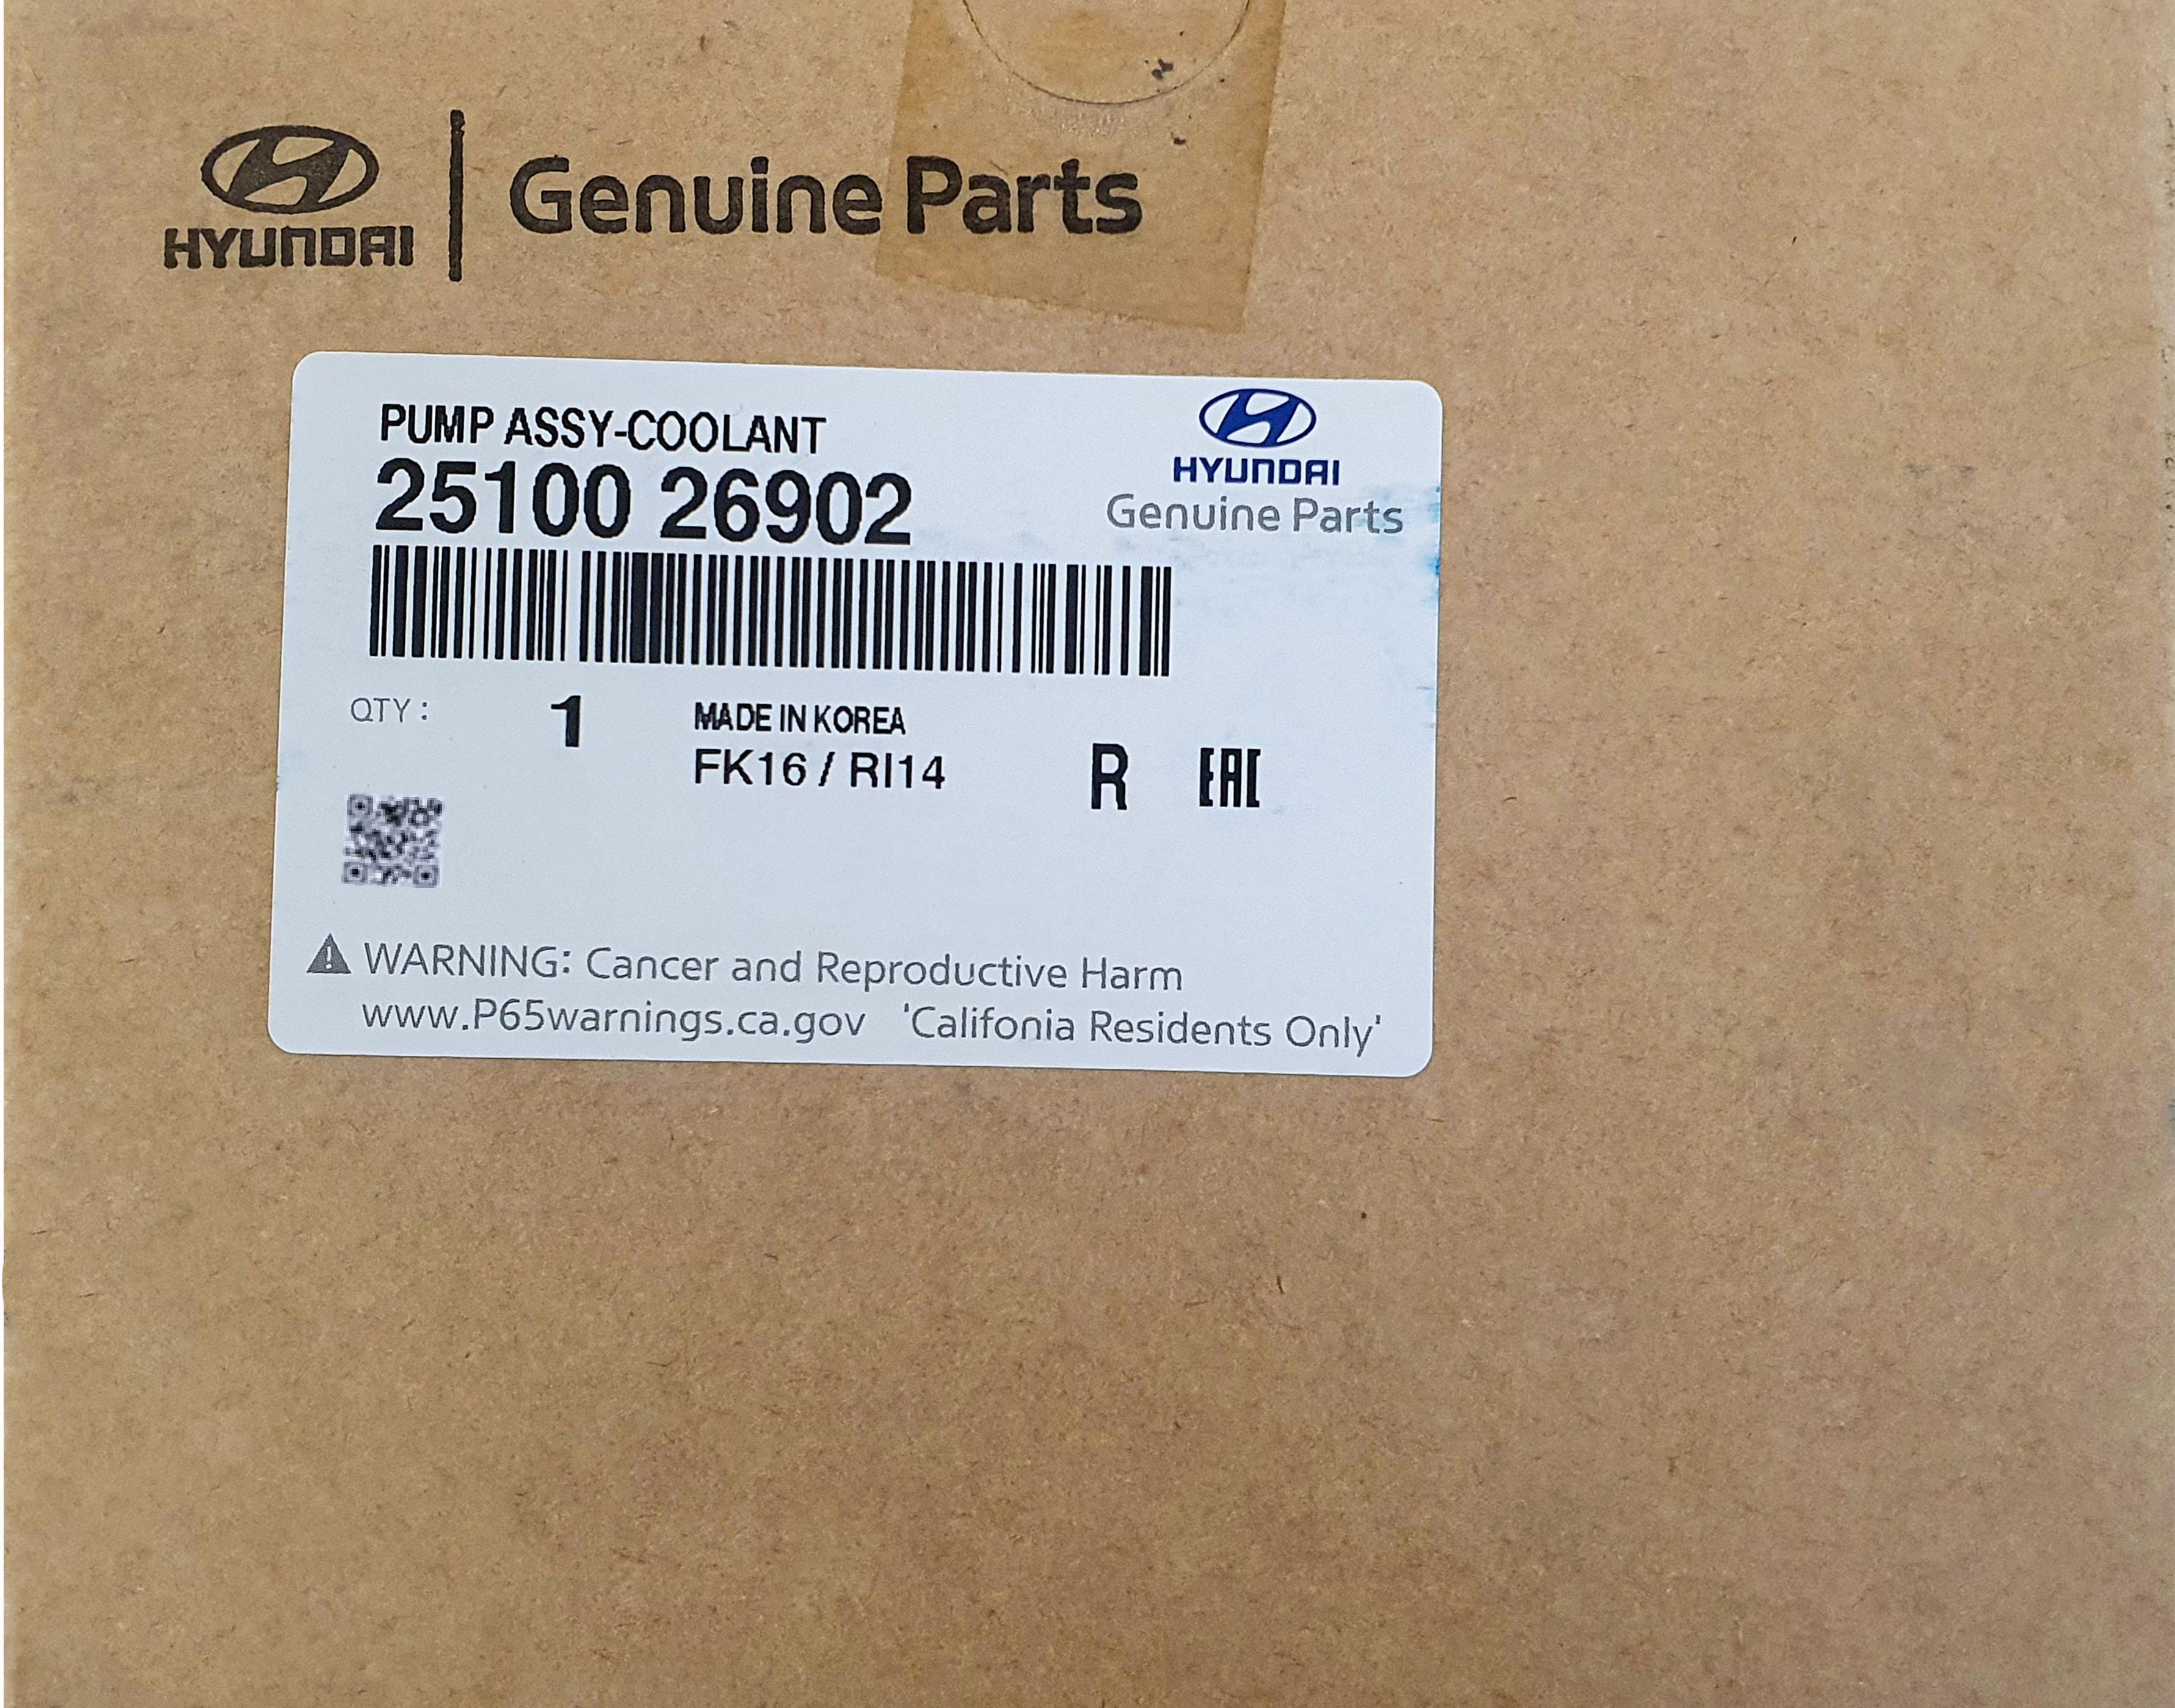 HYUNDAI
Genuine Parts
PUMP ASSY-COOLANT
25100 26902
HYUNDAI
Genuine Parts
QTY : 1
MADE IN KOREA
FK16 / RI14
R EAC
WARNING: Cancer and Reproductive Harm
www.P65warnings.ca.gov 'Califonia Residents Only'